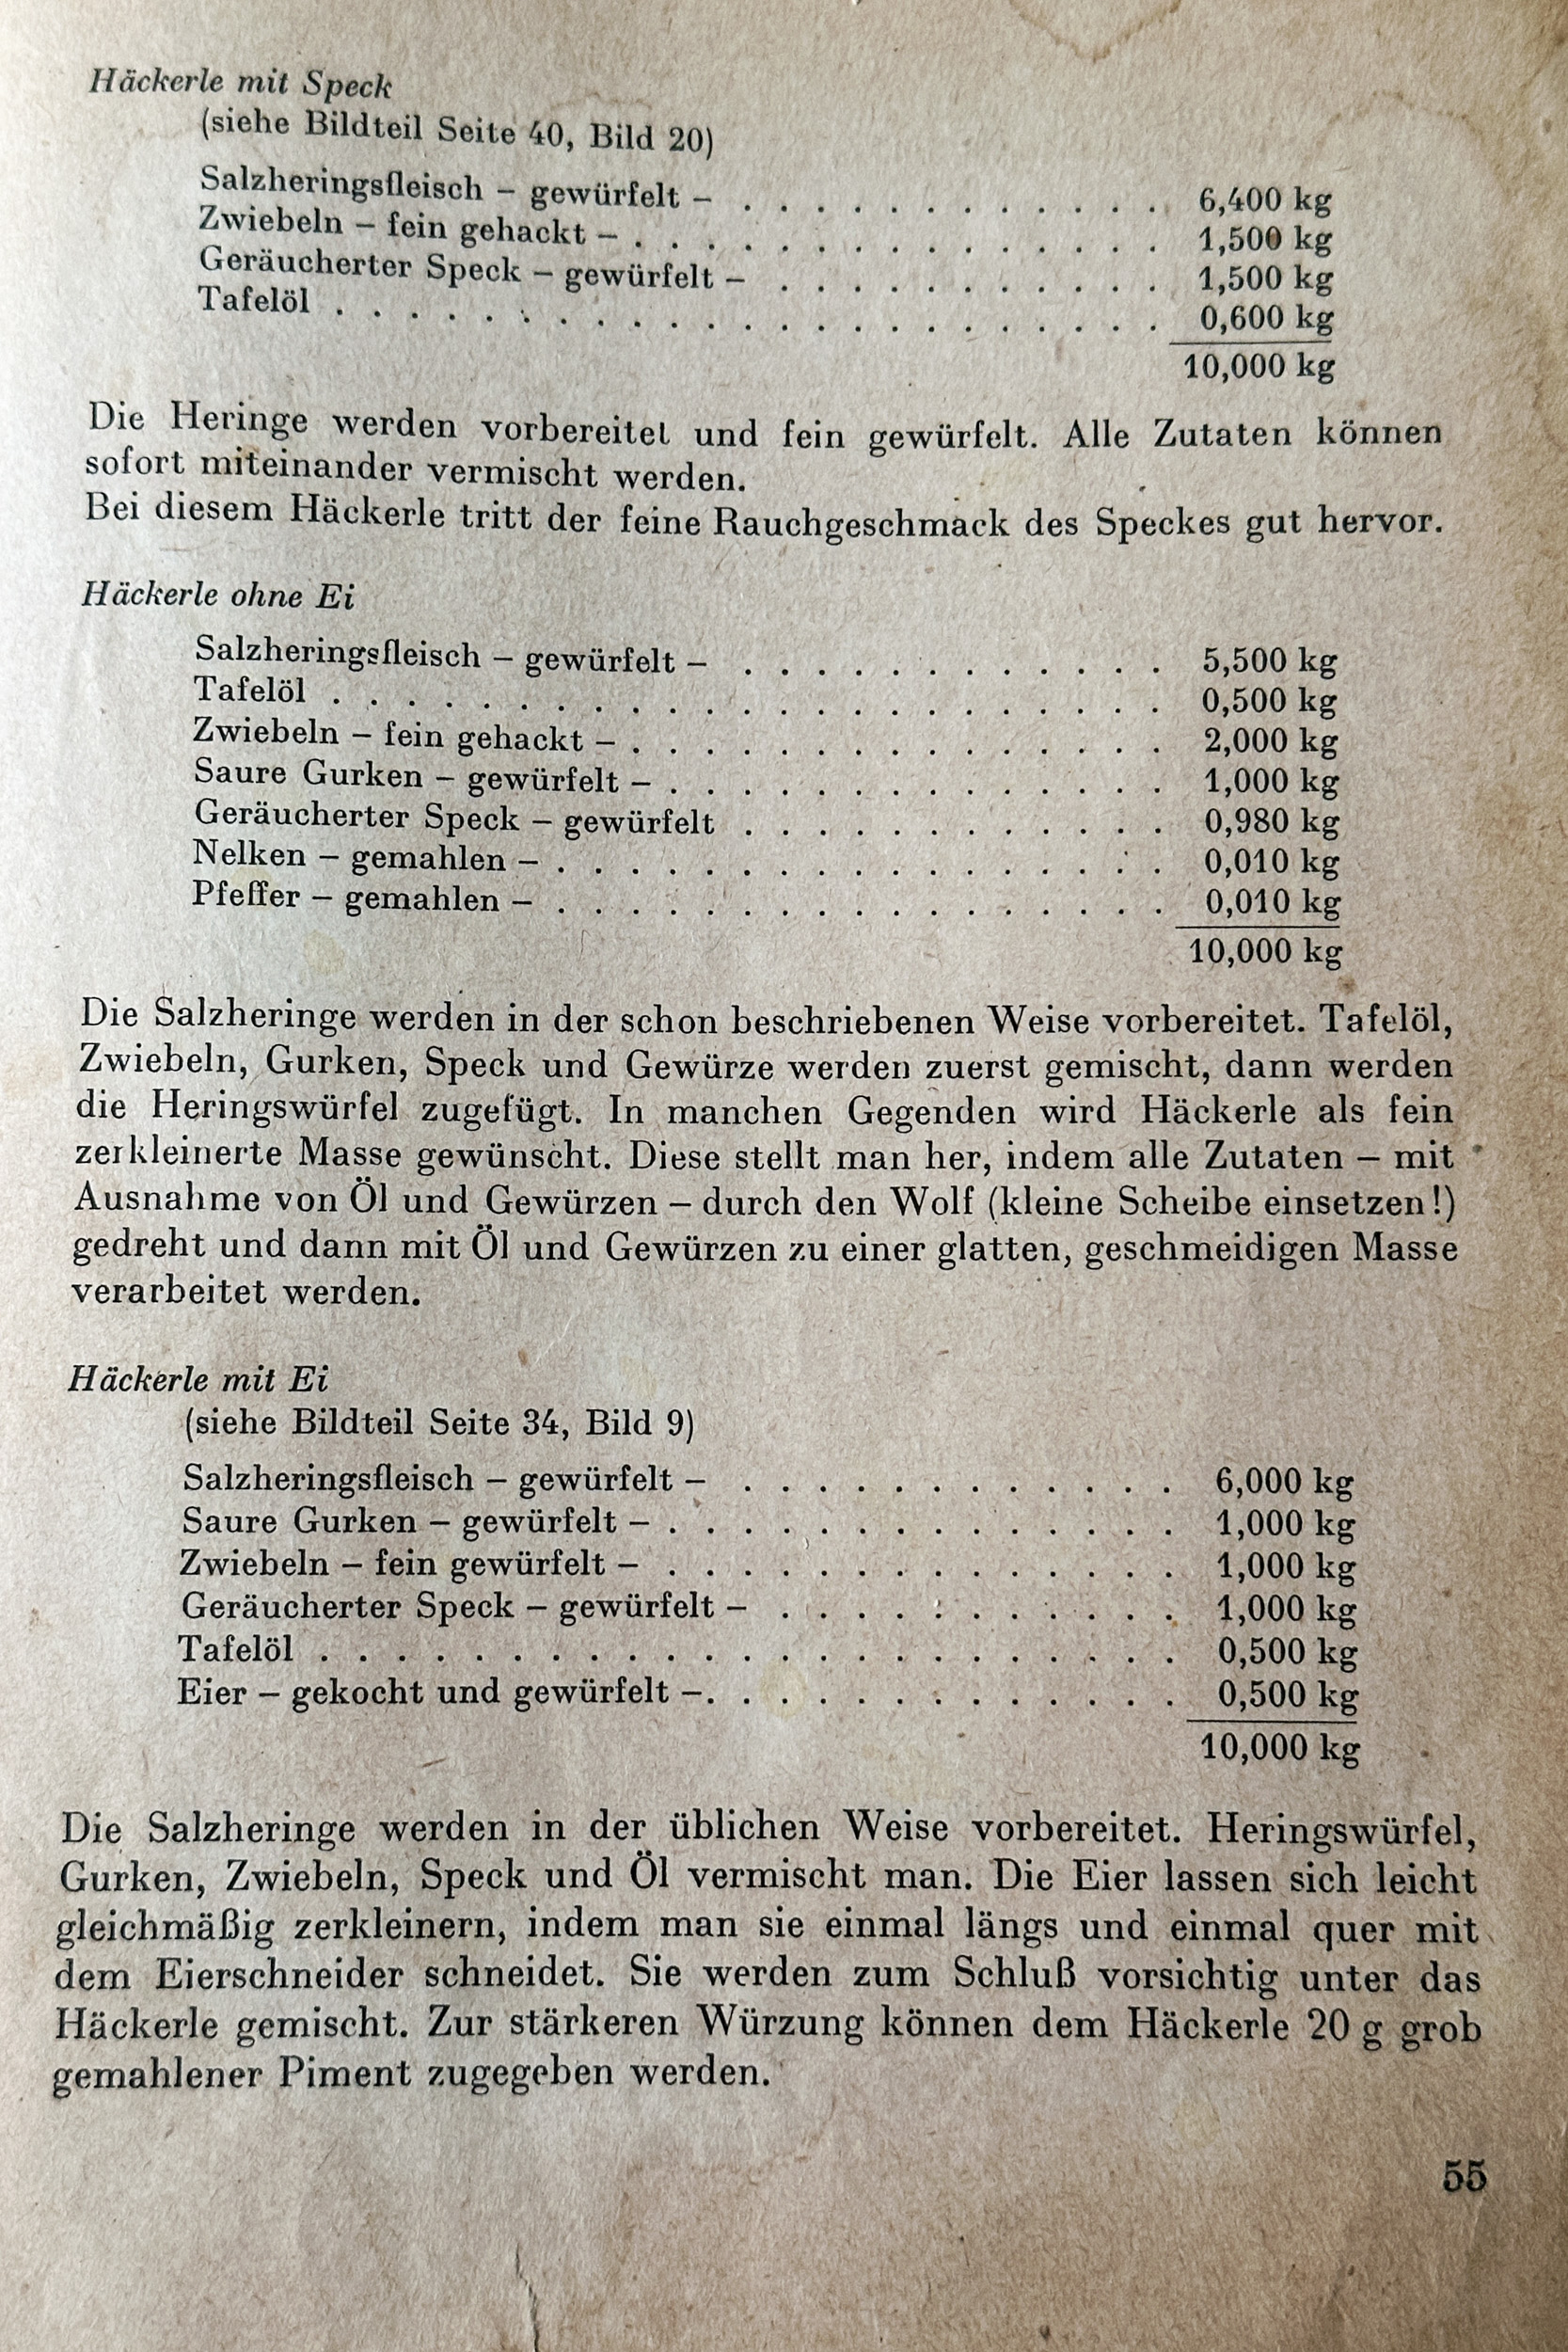 Häckerle mit Speck
(siehe Bildteil Seite 40, Bild 20)
Salzheringsfleisch – gewürfelt – . . . . . . . . . . . . 6,400 kg
Zwiebeln – fein gehackt – . . . . . . . . . . . . . . . 1,500 kg
Geräucherter Speck – gewürfelt – . . . . . . . . . . . 1,500 kg
Tafelöl . . . . . . . . . . . . . . . . . . . . . . . 0,600 kg
10,000 kg
Die Heringe werden vorbereitet und fein gewürfelt. Alle Zutaten können
sofort miteinander vermischt werden.
Bei diesem Häckerle tritt der feine Rauchgeschmack des Speckes gut hervor.
Häckerle ohne Ei
Salzheringsfleisch – gewürfelt – . . . . . . . . . . . . 5,500 kg
Tafelöl . . . . . . . . . . . . . . . . . . . . . . . 0,500 kg
Zwiebeln – fein gehackt – . . . . . . . . . . . . . . . 2,000 kg
Saure Gurken – gewürfelt – . . . . . . . . . . . . . . 1,000 kg
Geräucherter Speck – gewürfelt . . . . . . . . . . . . 0,980 kg
Nelken – gemahlen – . . . . . . . . . . . . . . . . . 0,010 kg
Pfeffer – gemahlen – . . . . . . . . . . . . . . . . . 0,010 kg
10,000 kg
Die Salzheringe werden in der schon beschriebenen Weise vorbereitet. Tafelöl,
Zwiebeln, Gurken, Speck und Gewürze werden zuerst gemischt, dann werden
die Heringswürfel zugefügt. In manchen Gegenden wird Häckerle als fein
zerkleinerte Masse gewünscht. Diese stellt man her, indem alle Zutaten – mit
Ausnahme von Öl und Gewürzen – durch den Wolf (kleine Scheibe einsetzen!)
gedreht und dann mit Öl und Gewürzen zu einer glatten, geschmeidigen Masse
verarbeitet werden.
Häckerle mit Ei
(siehe Bildteil Seite 34, Bild 9)
Salzheringsfleisch – gewürfelt – . . . . . . . . . . . . 6,000 kg
Saure Gurken – gewürfelt – . . . . . . . . . . . . . . 1,000 kg
Zwiebeln – fein gewürfelt – . . . . . . . . . . . . . . 1,000 kg
Geräucherter Speck – gewürfelt – . . . . . . . . . . . 1,000 kg
Tafelöl . . . . . . . . . . . . . . . . . . . . . . . 0,500 kg
Eier – gekocht und gewürfelt – . . . . . . . . . . . . . 0,500 kg
10,000 kg
Die Salzheringe werden in der üblichen Weise vorbereitet. Heringswürfel,
Gurken, Zwiebeln, Speck und Öl vermischt man. Die Eier lassen sich leicht
gleichmäßig zerkleinern, indem man sie einmal längs und einmal quer mit
dem Eierschneider schneidet. Sie werden zum Schluß vorsichtig unter das
Häckerle gemischt. Zur stärkeren Würzung können dem Häckerle 20 g grob
gemahlener Piment zugegeben werden.
55